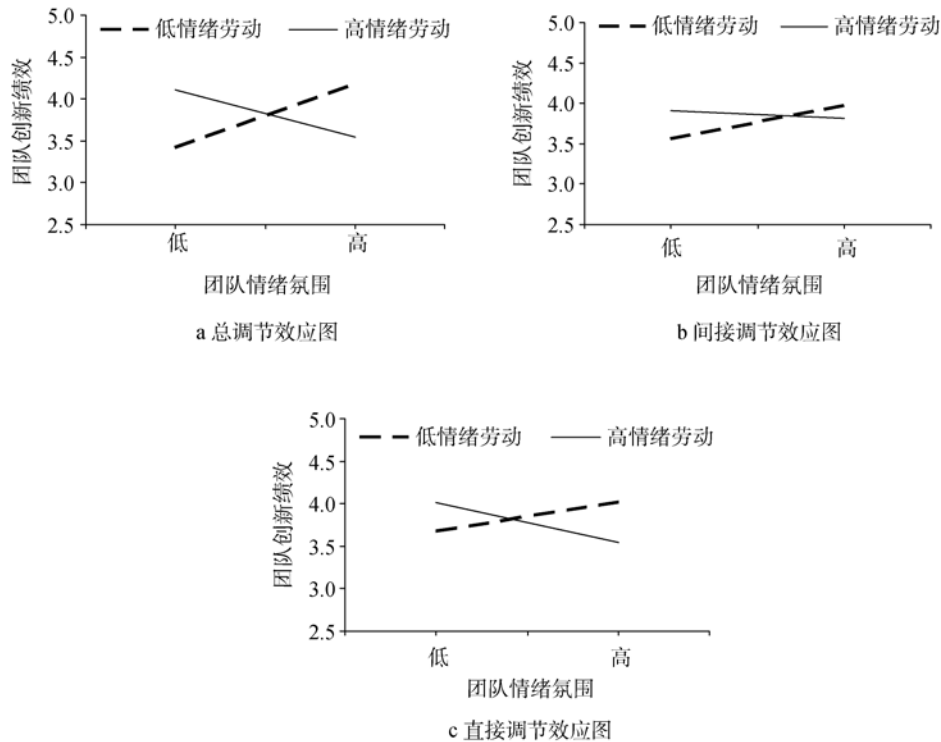 5.0
低情绪劳动 高情绪劳动
4.5
4.0
3.5
3.0
2.5
团队创新绩效
低 高
团队情绪氛围
a 总调节效应图
5.0
低情绪劳动 高情绪劳动
4.5
4.0
3.5
3.0
2.5
团队创新绩效
低 高
团队情绪氛围
b 间接调节效应图
5.0
低情绪劳动 高情绪劳动
4.5
4.0
3.5
3.0
2.5
团队创新绩效
低 高
团队情绪氛围
c 直接调节效应图